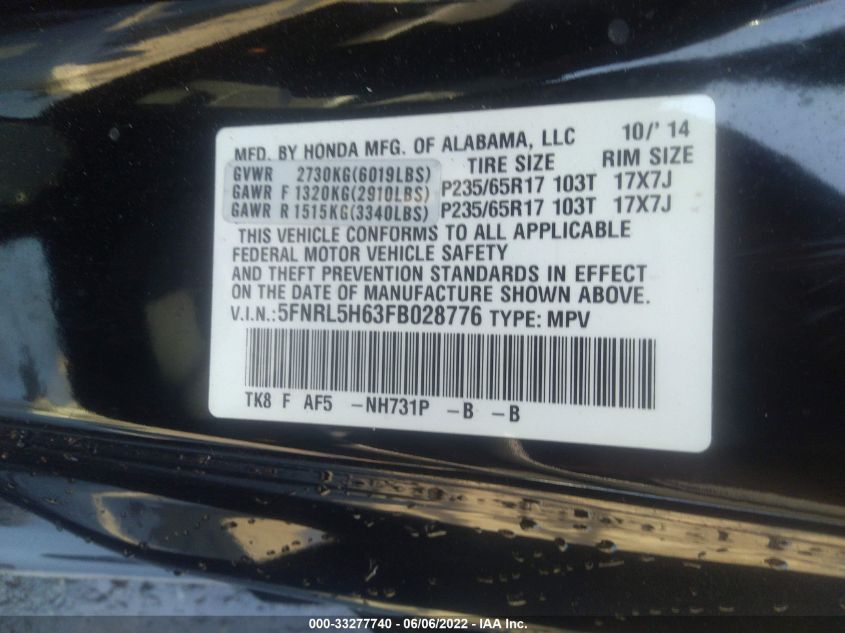 MFD. BY HONDA MFG. OF ALABAMA, LLC 10/' 14
GVWR 2730KG(6019LBS) TIRE SIZE RIM SIZE
GAWR F 1320KG(2910LBS) P235/65R17 103T 17X7J
GAWR R 1515KG(3340LBS) P235/65R17 103T 17X7J
THIS VEHICLE CONFORMS TO ALL APPLICABLE
FEDERAL MOTOR VEHICLE SAFETY
AND THEFT PREVENTION STANDARDS IN EFFECT
ON THE DATE OF MANUFACTURE SHOWN ABOVE.
V.I.N.: 5FNRL5H63FB028776 TYPE: MPV
TK8 F AF5 -NH731P -B -B
000-33277740 - 06/06/2022 - IAA Inc.